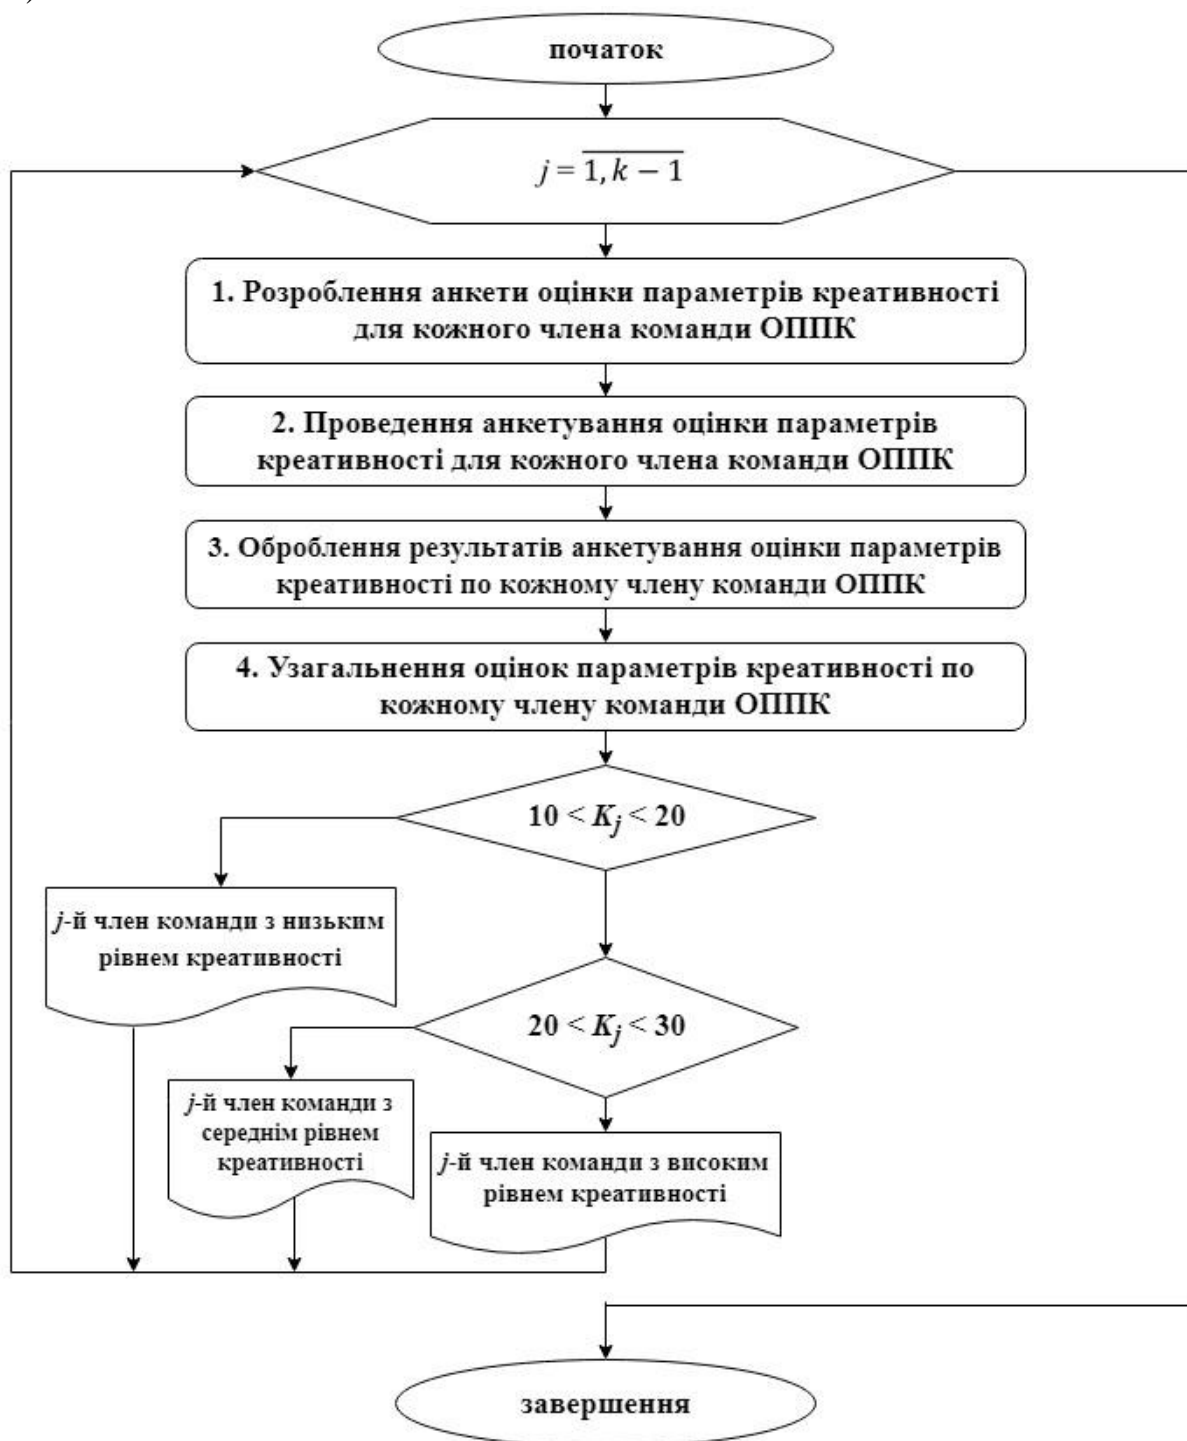 початок
j = 1, k − 1
1. Розроблення анкети оцінки параметрів креативності
для кожного члена команди ОППК
2. Проведення анкетування оцінки параметрів
креативності для кожного члена команди ОППК
3. Оброблення результатів анкетування оцінки параметрів
креативності по кожному члену команди ОППК
4. Узагальнення оцінок параметрів креативності по
кожному члену команди ОППК
10 < Kj < 20
j-й член команди з низьким
рівнем креативності
20 < Kj < 30
j-й член команди з
середнім рівнем
креативності
j-й член команди з високим
рівнем креативності
завершення